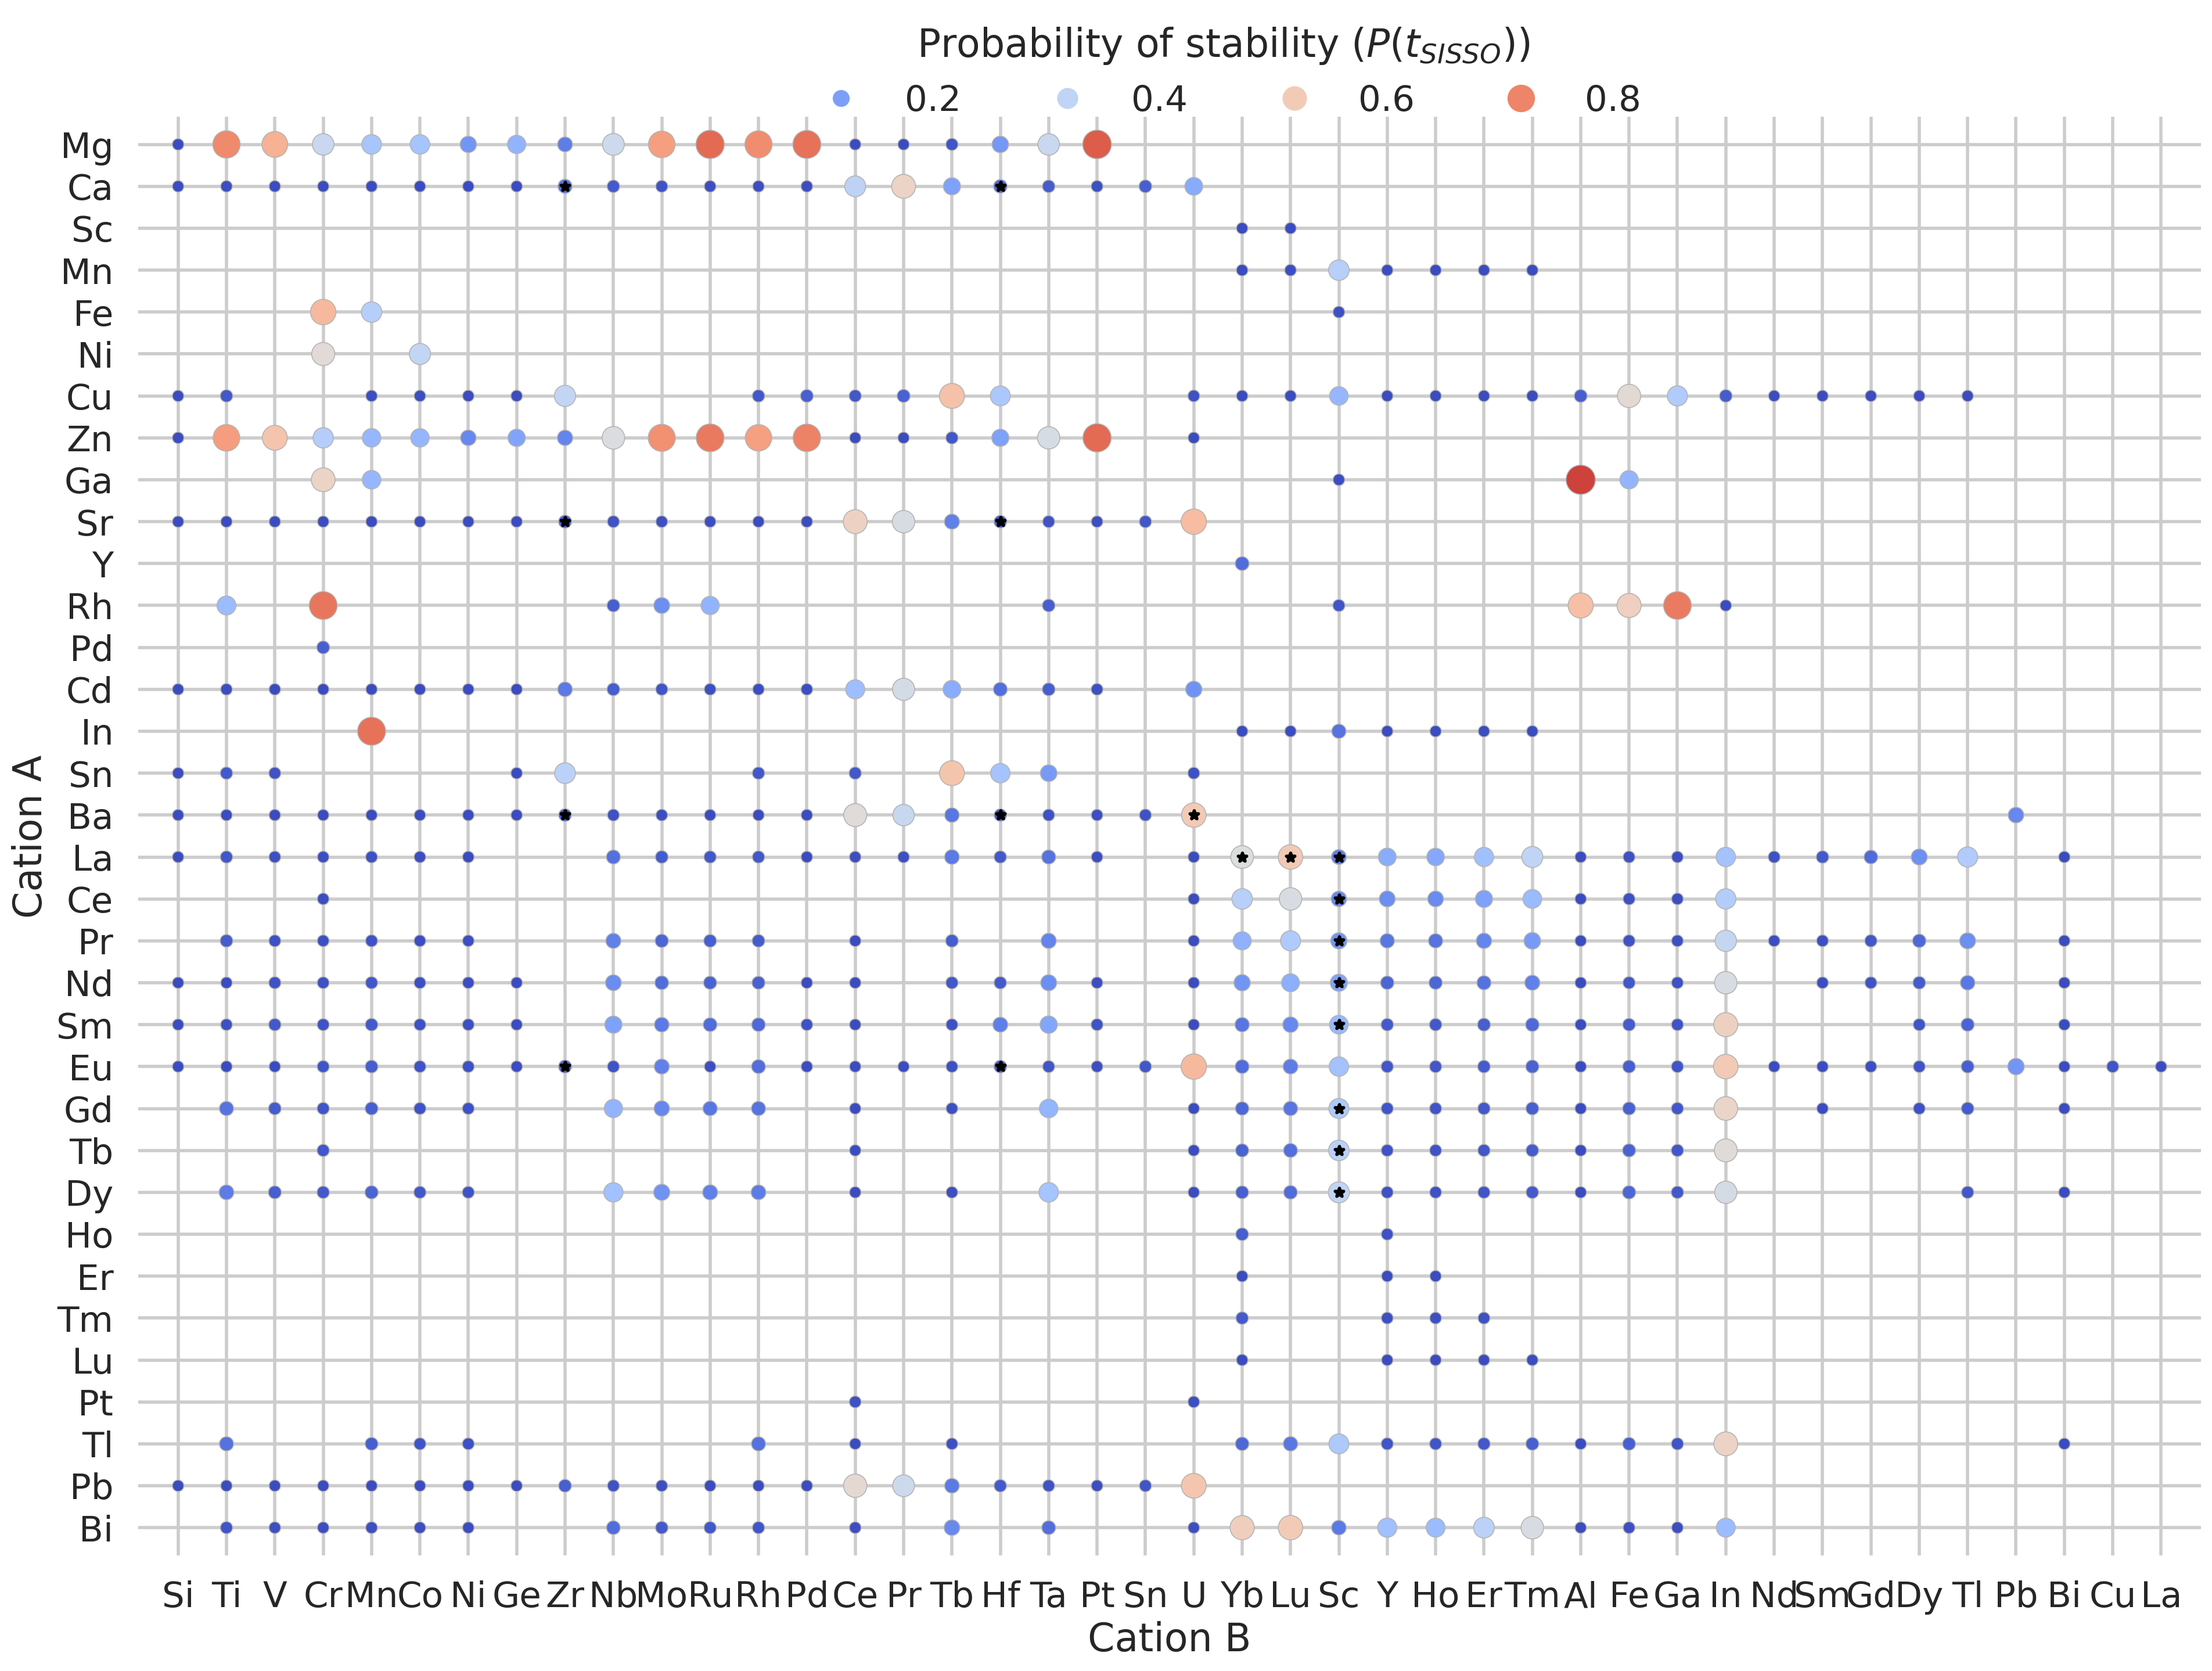 Probability of stability (P(tSISSO))
0.2 0.4 0.6 0.8
Mg
Ca
Sc
Mn
Fe
Ni
Cu
Zn
Ga
Sr
Y
Rh
Pd
Cd
In
Sn
Ba
La
Ce
Pr
Nd
Sm
Eu
Gd
Tb
Dy
Ho
Er
Tm
Lu
Pt
Tl
Pb
Bi
Cation A
Si Ti V Cr Mn Co Ni Ge Zr Nb Mo Ru Rh Pd Ce Pr Tb Hf Ta Pt Sn U Yb Lu Sc Y Ho Er Tm Al Fe Ga In Nd Sm Gd Dy Tl Pb Bi Cu La
Cation B